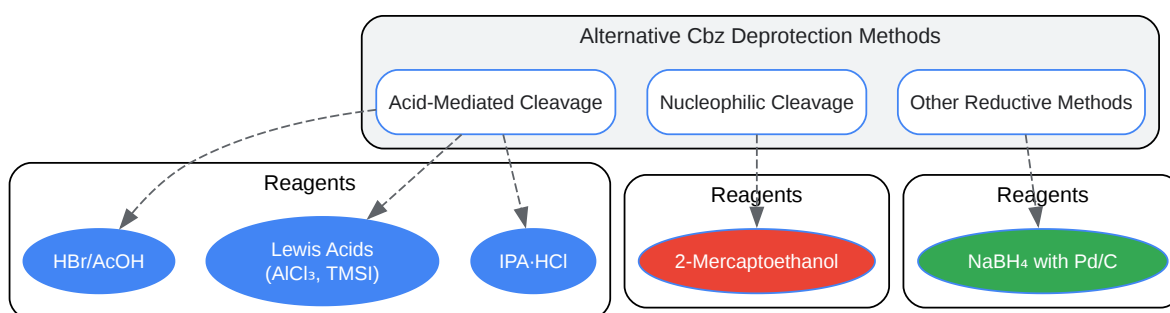 Alternative Cbz Deprotection Methods
Acid-Mediated Cleavage
Nucleophilic Cleavage
Other Reductive Methods
Reagents
Reagents
Reagents
HBr/AcOH
Lewis Acids
(AlCl₃, TMSI)
IPA·HCl
2-Mercaptoethanol
NaBH₄ with Pd/C